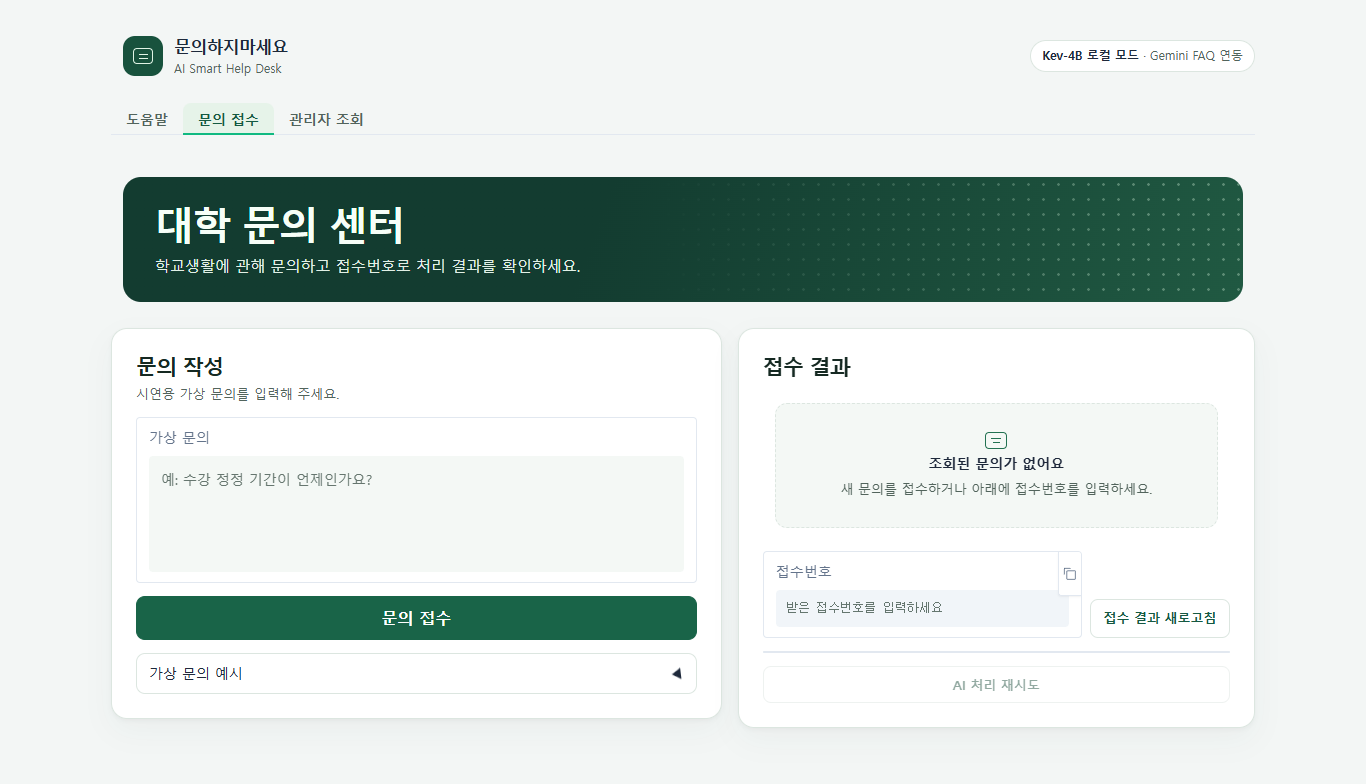 문의하지마세요
AI Smart Help Desk
Kev-4B 로컬 모드 · Gemini FAQ 연동
도움말
문의 접수
관리자 조회
대학 문의 센터
학교생활에 관해 문의하고 접수번호로 처리 결과를 확인하세요.
문의 작성
시연용 가상 문의를 입력해 주세요.
가상 문의
예: 수강 정정 기간이 언제인가요?
문의 접수
가상 문의 예시
접수 결과
조회된 문의가 없어요
새 문의를 접수하거나 아래에 접수번호를 입력하세요.
접수번호
받은 접수번호를 입력하세요
접수 결과 새로고침
AI 처리 재시도